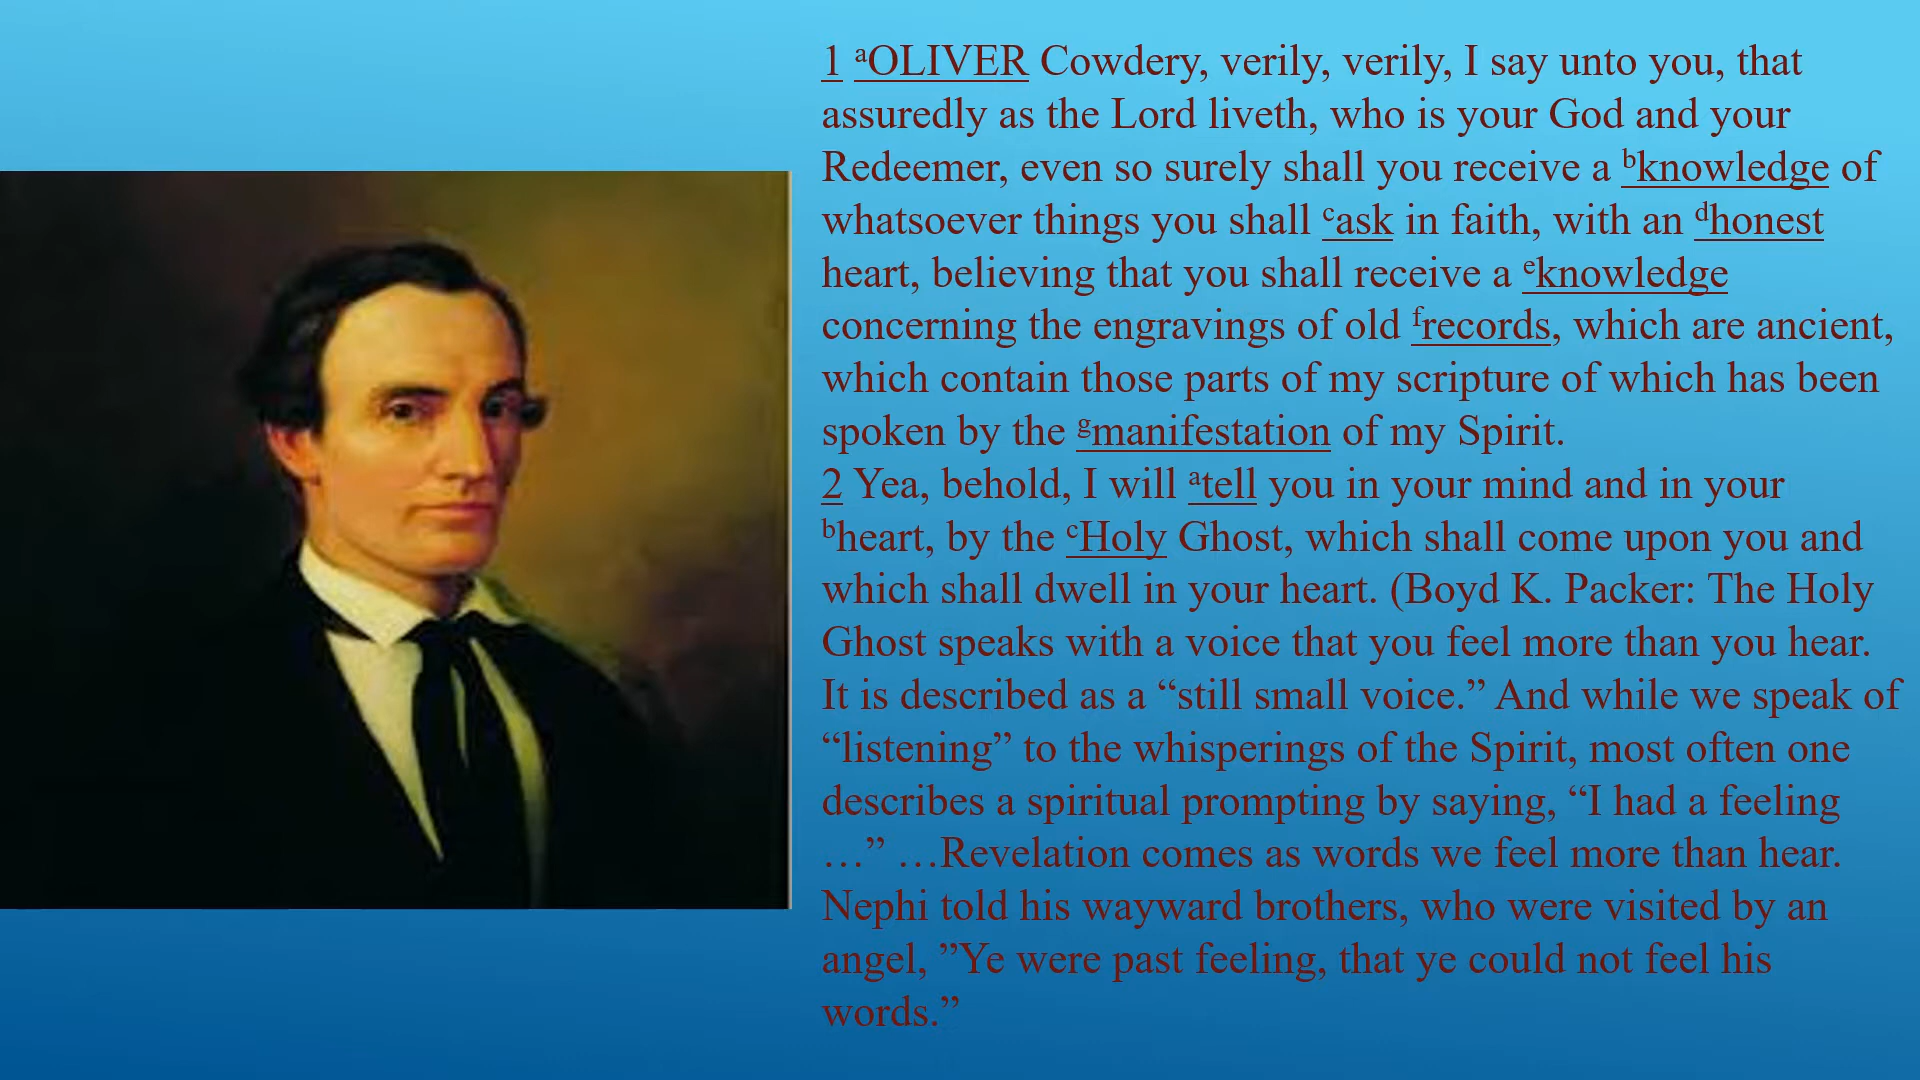 1 aOLIVER Cowdery, verily, verily, I say unto you, that
assuredly as the Lord liveth, who is your God and your
Redeemer, even so surely shall you receive a bknowledge of
whatsoever things you shall cask in faith, with an dhonest
heart, believing that you shall receive a eknowledge
concerning the engravings of old frecords, which are ancient,
which contain those parts of my scripture of which has been
spoken by the gmanifestation of my Spirit.
2 Yea, behold, I will atell you in your mind and in your
bheart, by the cHoly Ghost, which shall come upon you and
which shall dwell in your heart. (Boyd K. Packer: The Holy
Ghost speaks with a voice that you feel more than you hear.
It is described as a “still small voice.” And while we speak of
“listening” to the whisperings of the Spirit, most often one
describes a spiritual prompting by saying, “I had a feeling
…” …Revelation comes as words we feel more than hear.
Nephi told his wayward brothers, who were visited by an
angel, ”Ye were past feeling, that ye could not feel his
words.”